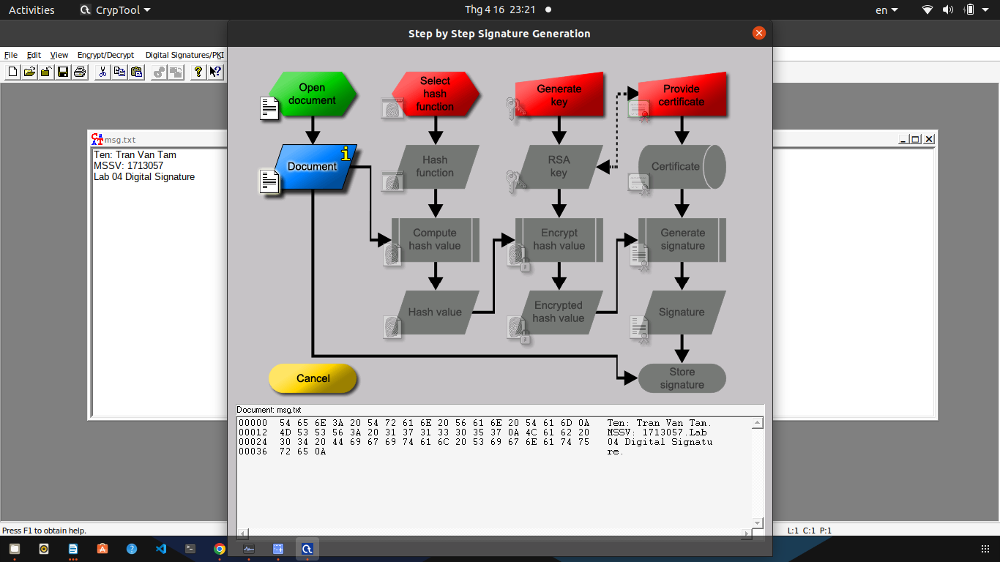 Activities
CrypTool
Thg 4 16 23:21
en
Step by Step Signature Generation
File Edit View Encrypt/Decrypt Digital Signatures/PKI
msg.txt
Ten: Tran Van Tam
MSSV: 1713057
Lab 04 Digital Signature
Open
document
Select
hash
function
Generate
key
Provide
certificate
Document
Hash
function
RSA
key
Certificate
Compute
hash value
Encrypt
hash value
Generate
signature
Hash value
Encrypted
hash value
Signature
Cancel
Store
signature
Document: msg.txt
00000 54 65 6E 3A 20 54 72 61 6E 20 56 61 6E 20 54 61 6D 0A Ten: Tran Van Tam.
00012 4D 53 53 56 3A 20 31 37 31 33 30 35 37 0A 4C 61 62 20 MSSV: 1713057.Lab
00024 30 34 20 44 69 67 69 74 61 6C 20 53 69 67 6E 61 74 75 04 Digital Signatu
00036 72 65 0A re.
Press F1 to obtain help.
L:1 C:1 P:1